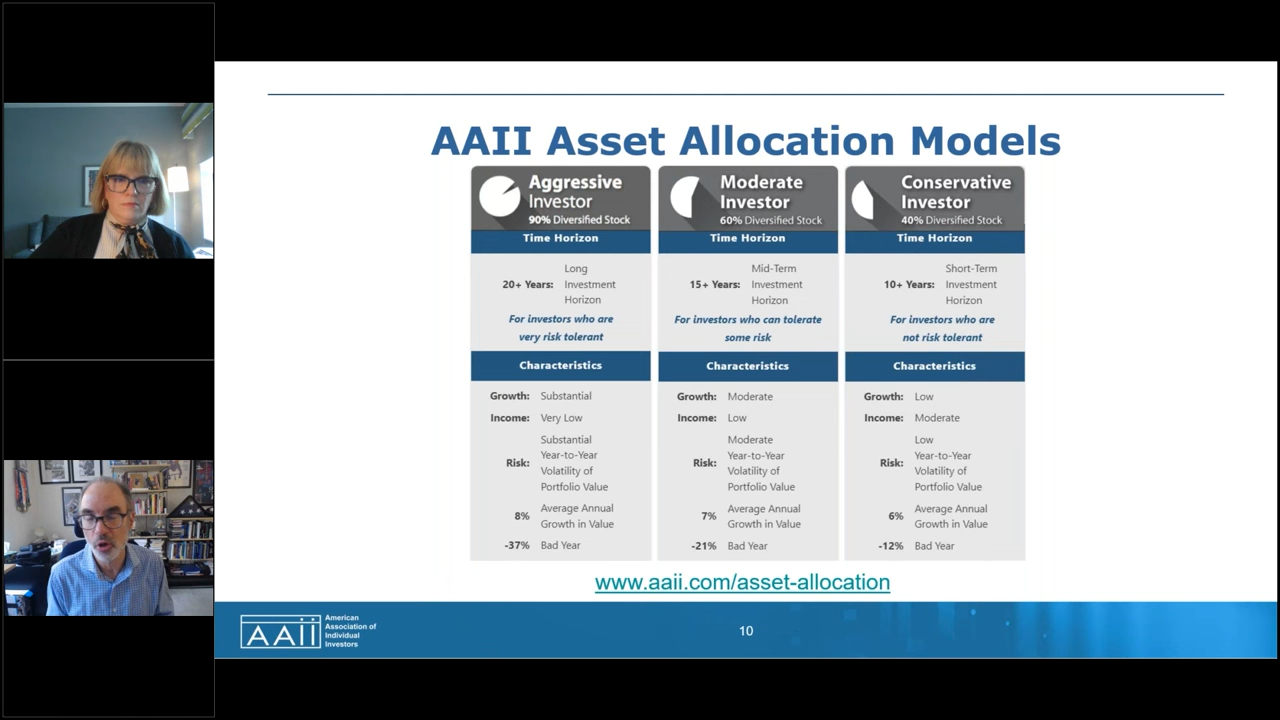 AAII Asset Allocation Models
Aggressive
Investor
90% Diversified Stock
Time Horizon
20+ Years:
Long
Investment
Horizon
For investors who are
very risk tolerant
Characteristics
Growth: Substantial
Income: Very Low
Risk:
Substantial
Year-to-Year
Volatility of
Portfolio Value
8%
Average Annual
Growth in Value
-37% Bad Year
Moderate
Investor
60% Diversified Stock
Time Horizon
15+ Years:
Mid-Term
Investment
Horizon
For investors who can tolerate
some risk
Characteristics
Growth: Moderate
Income: Low
Risk:
Moderate
Year-to-Year
Volatility of
Portfolio Value
7%
Average Annual
Growth in Value
-21% Bad Year
Conservative
Investor
40% Diversified Stock
Time Horizon
10+ Years:
Short-Term
Investment
Horizon
For investors who are
not risk tolerant
Characteristics
Growth: Low
Income: Moderate
Risk:
Low
Year-to-Year
Volatility of
Portfolio Value
6%
Average Annual
Growth in Value
-12% Bad Year
www.aaii.com/asset-allocation
AAII
American
Association of
Individual
Investors
10